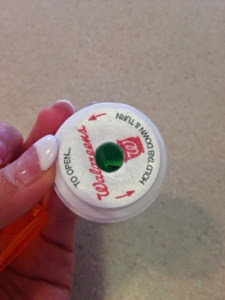 TO OPEN...
HOLD TAB DOWN & TURN
Walgreens
W